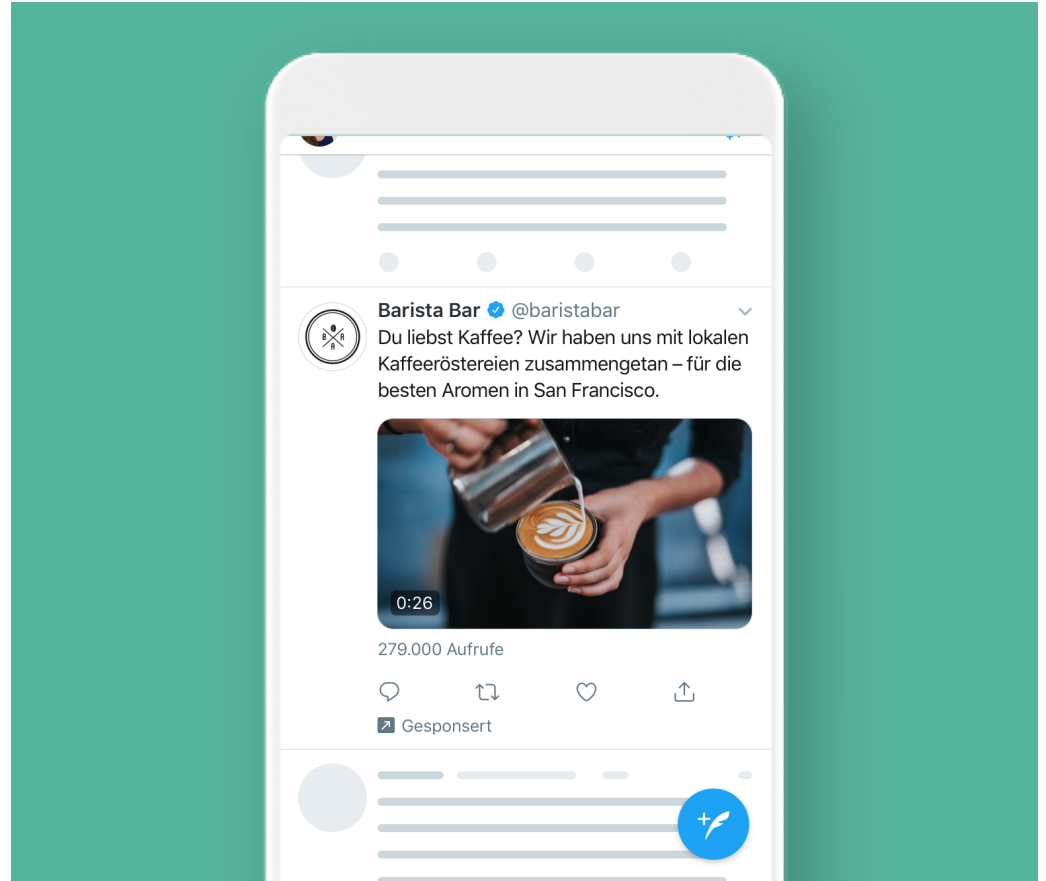 Barista Bar @baristabar
Du liebst Kaffee? Wir haben uns mit lokalen
Kaffeeröstereien zusammengetan – für die
besten Aromen in San Francisco.
B R
A
0:26
279.000 Aufrufe
Gesponsert